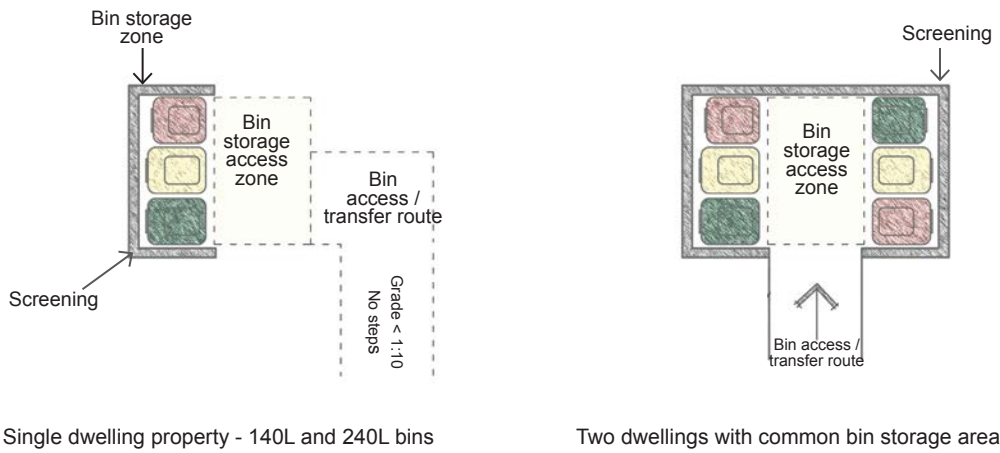 Bin storage
zone
Bin
storage
access
zone
Bin
access /
transfer route
Grade < 1:10
No steps
Screening
Single dwelling property - 140L and 240L bins
Screening
Bin
storage
access
zone
Bin access /
transfer route
Two dwellings with common bin storage area